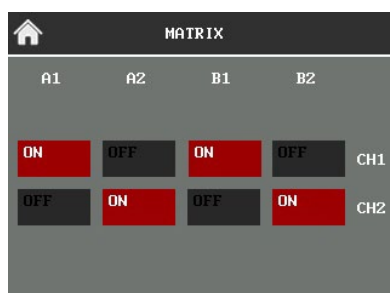 MATRIX
A1 A2 B1 B2
ON OFF ON OFF CH1
OFF ON OFF ON CH2